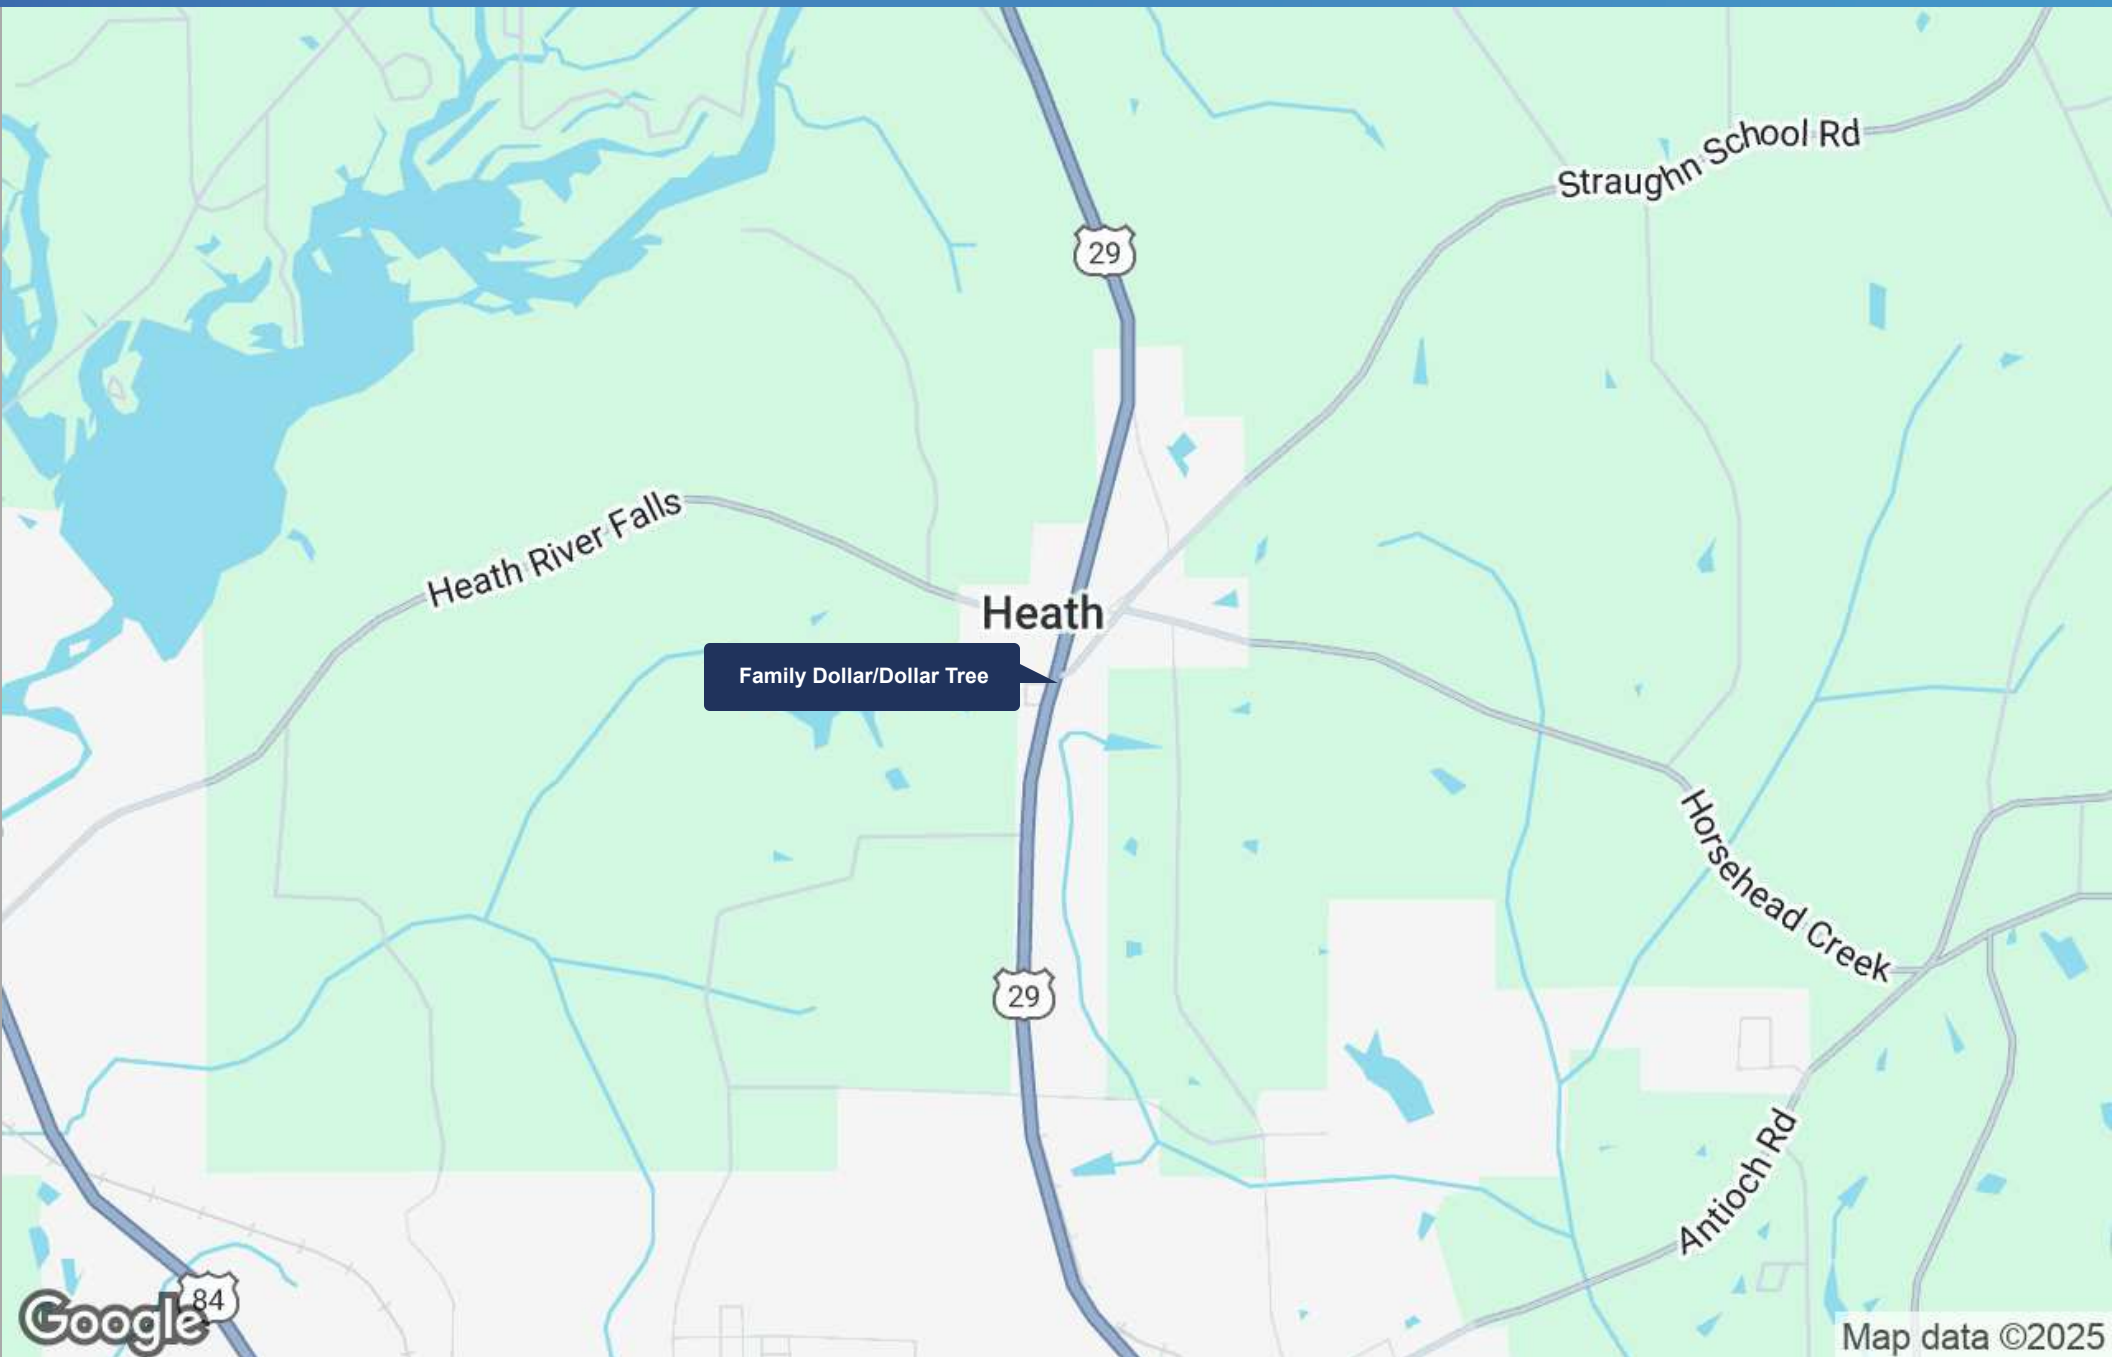 Straughn School Rd
29
Heath River Falls
Heath
Family Dollar/Dollar Tree
Horsehead Creek
29
Antioch Rd
84
Google
Map data ©2025